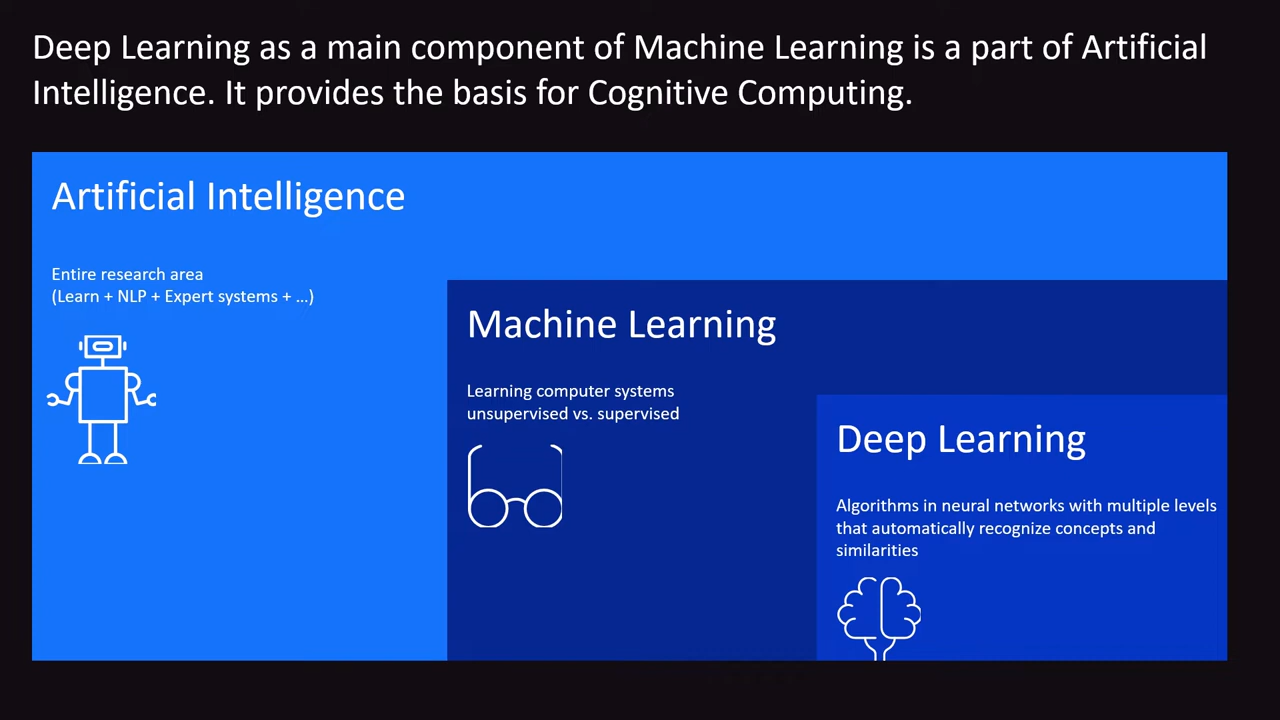 Deep Learning as a main component of Machine Learning is a part of Artificial
Intelligence. It provides the basis for Cognitive Computing.
Artificial Intelligence
Entire research area
(Learn + NLP + Expert systems + ...)
Machine Learning
Learning computer systems
unsupervised vs. supervised
Deep Learning
Algorithms in neural networks with multiple levels
that automatically recognize concepts and
similarities